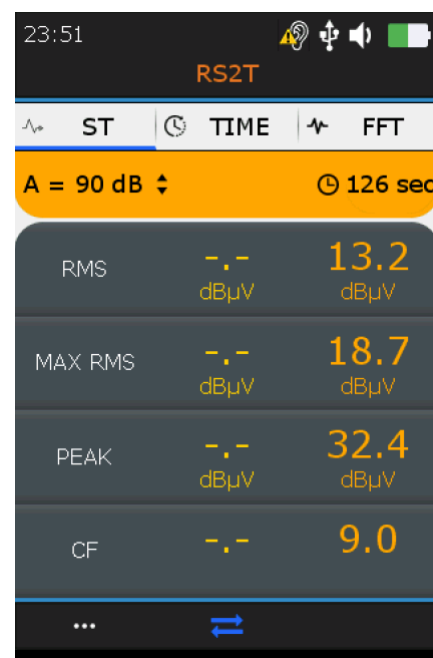 23:51
RS2T
ST TIME FFT
A = 90 dB 126 sec
RMS -.- dBµV 13.2 dBµV
MAX RMS -.- dBµV 18.7 dBµV
PEAK -.- dBµV 32.4 dBµV
CF -.- 9.0
...